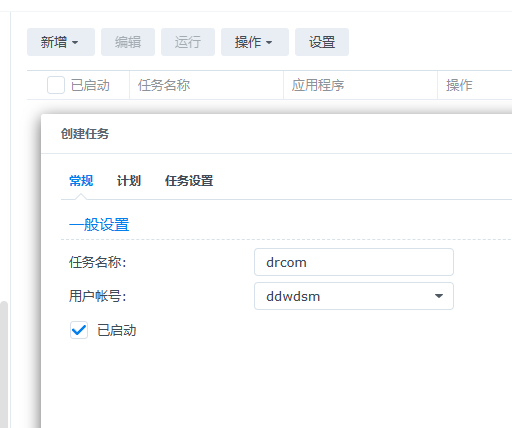 新增 编辑 运行 操作 设置
已启动 任务名称 应用程序 操作
创建任务
常规 计划 任务设置
一般设置
任务名称: drcom
用户帐号: ddwdsm
已启动